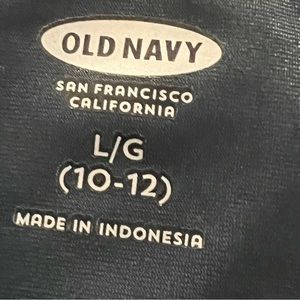 OLD NAVY
SAN FRANCISCO
CALIFORNIA
L/G
(10-12)
MADE IN INDONESIA